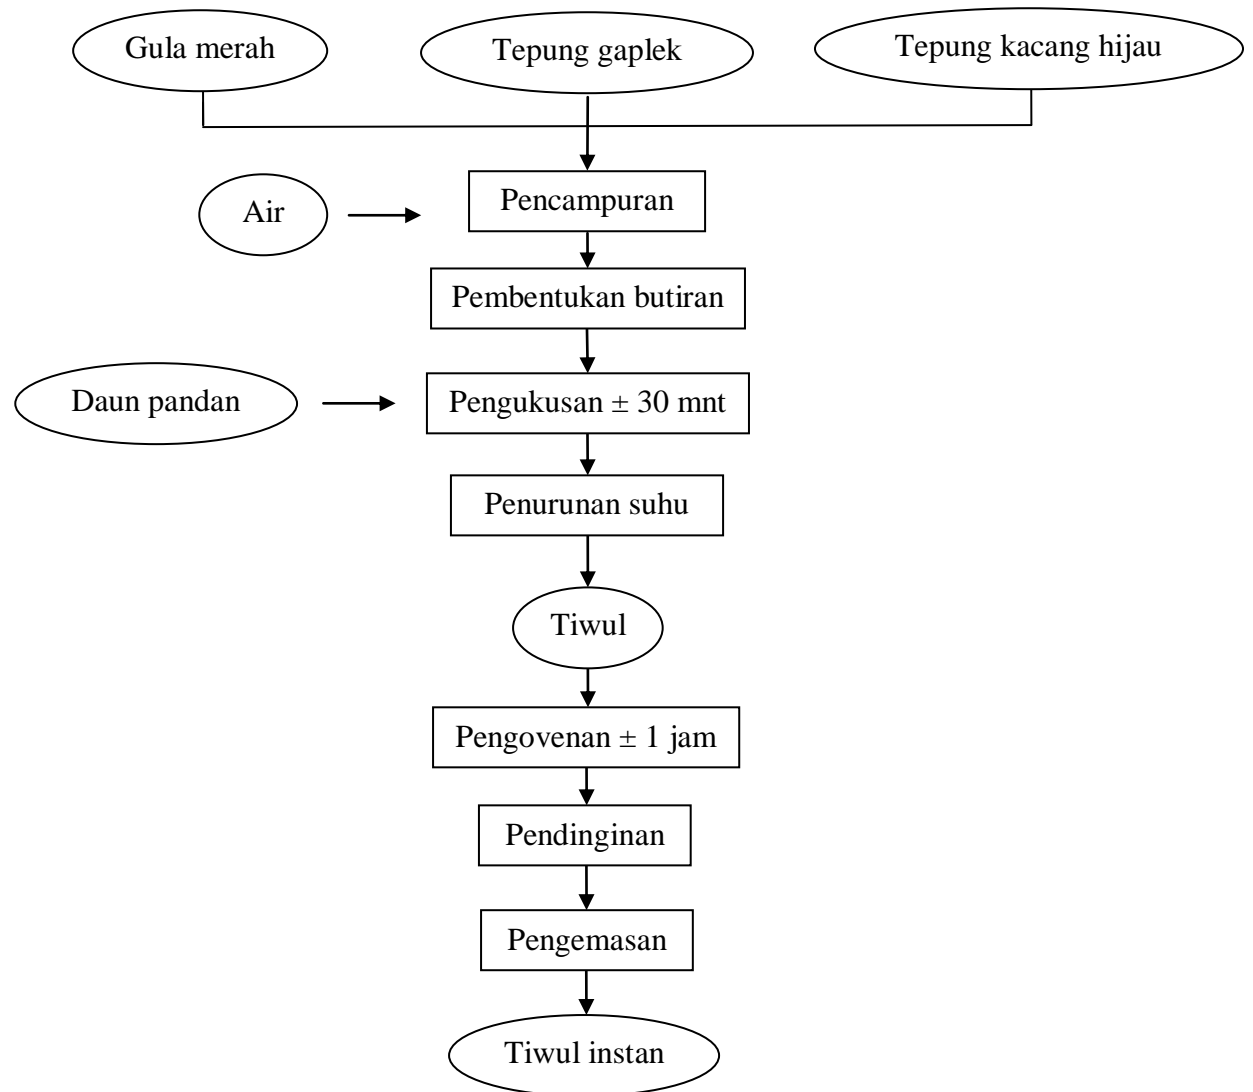 Gula merah
Tepung gaplek
Tepung kacang hijau
Air
Pencampuran
Pembentukan butiran
Daun pandan
Pengukusan ± 30 mnt
Penurunan suhu
Tiwul
Pengovenan ± 1 jam
Pendinginan
Pengemasan
Tiwul instan